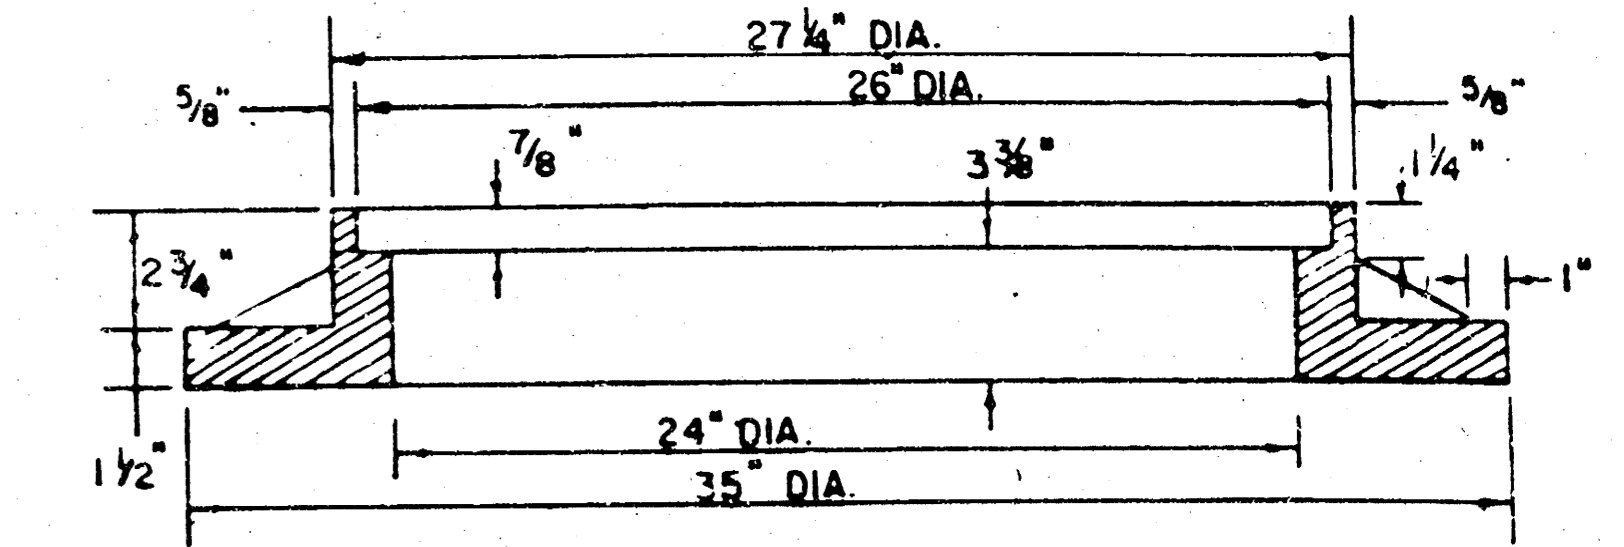 27 1/4" DIA.
26" DIA.
5/8"
5/8"
7/8"
3 3/8"
1 1/4"
2 3/4"
1"
1 1/2"
24" DIA.
35" DIA.